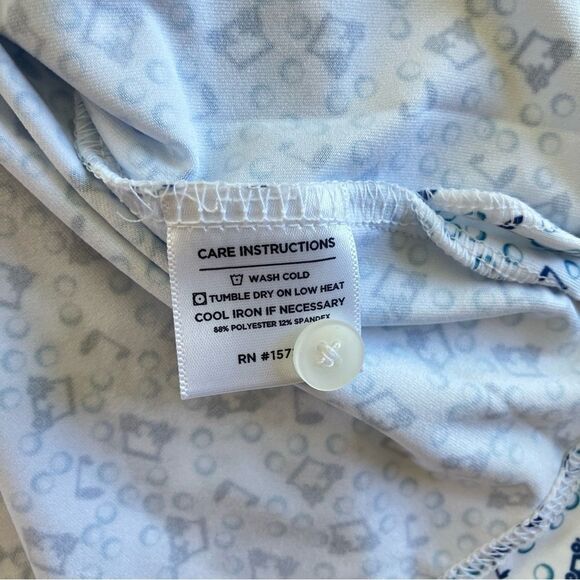 CARE INSTRUCTIONS
WASH COLD
TUMBLE DRY ON LOW HEAT
COOL IRON IF NECESSARY
88% POLYESTER 12% SPANDEX
RN #157